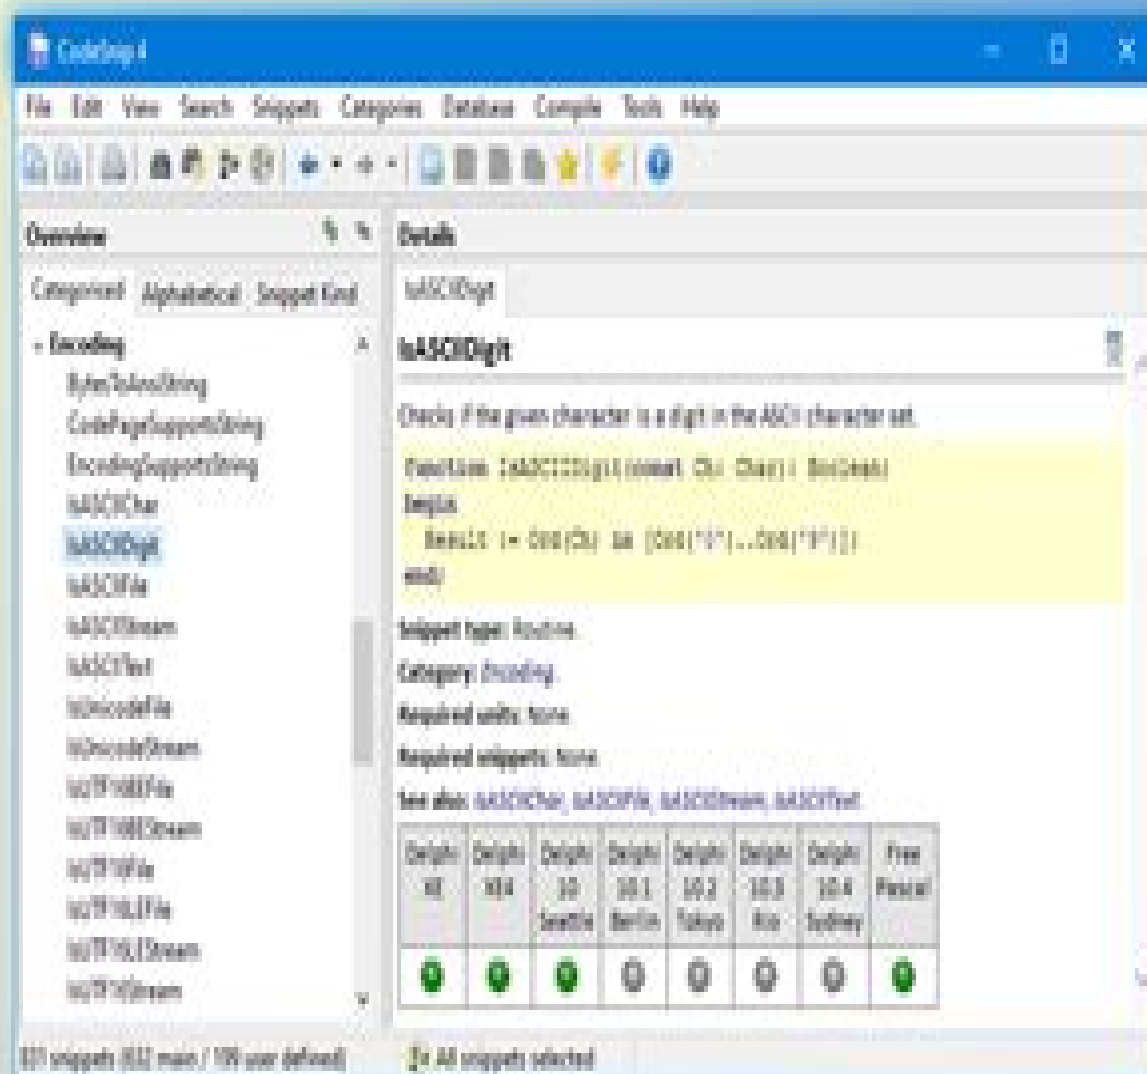 CodeSnip 4
File Edit View Search Snippets Categories Database Compile Tools Help
Overview
Details
Categorised Alphabetical Snippet Kind
IsASCIIDigit
- Encoding
BytesToAnsiString
CodePageSupportsString
EncodingSupportsString
IsASCIIChar
IsASCIIDigit
IsASCIIFile
IsASCIIStream
IsASCIIText
IsUnicodeFile
IsUnicodeStream
IsUTF16BEFile
IsUTF16BEStream
IsUTF16File
IsUTF16LEFile
IsUTF16LEStream
IsUTF16Stream
IsASCIIDigit
Checks if the given character is a digit in the ASCII character set.
function IsASCIIDigit(const Ch: Char): Boolean;
begin
Result := Ord(Ch) in [Ord('0')..Ord('9')];
end;
Snippet type: Routine.
Category: Encoding.
Required units: None.
Required snippets: None.
See also: IsASCIIChar, IsASCIIFile, IsASCIIStream, IsASCIIText.
Delphi XE
Delphi XE4
Delphi 10 Seattle
Delphi 10.1 Berlin
Delphi 10.2 Tokyo
Delphi 10.3 Rio
Delphi 10.4 Sydney
Free Pascal
snippets main / user defined)
All snippets selected